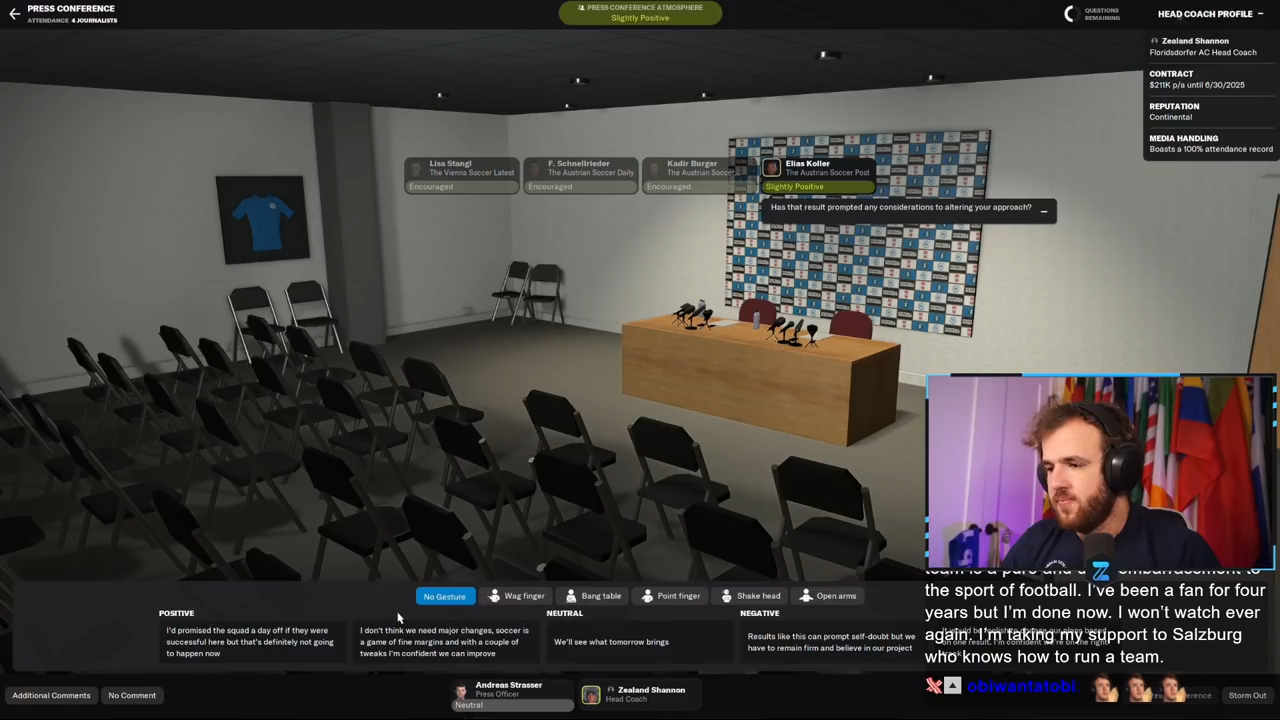 PRESS CONFERENCE
ATTENDANCE 4 JOURNALISTS
PRESS CONFERENCE ATMOSPHERE
Slightly Positive
QUESTIONS
REMAINING
HEAD COACH PROFILE
Zealand Shannon
Floridsdorfer AC Head Coach
CONTRACT
$211K p/a until 6/30/2025
REPUTATION
Continental
MEDIA HANDLING
Boasts a 100% attendance record
Lisa Stangl
The Vienna Soccer Latest
Encouraged
F. Schnellrieder
The Austrian Soccer Daily
Encouraged
Kadir Burger
The Austrian Soccer...
Encouraged
Elias Koller
The Austrian Soccer Post
Slightly Positive
Has that result prompted any considerations to altering your approach?
No Gesture
Wag finger
Bang table
Point finger
Shake head
Open arms
POSITIVE
I'd promised the squad a day off if they were
successful here but that's definitely not going
to happen now
I don't think we need major changes, soccer is
a game of fine margins and with a couple of
tweaks I'm confident we can improve
NEUTRAL
We'll see what tomorrow brings
NEGATIVE
Results like this can prompt self-doubt but we
have to remain firm and believe in our project
the sport of football. I've been a fan for four
years but I'm done now. I won't watch ever
again. I'm taking my support to Salzburg
who knows how to run a team.
obiwantatobi
Additional Comments
No Comment
Andreas Strasser
Press Officer
Neutral
Zealand Shannon
Head Coach
Storm Out